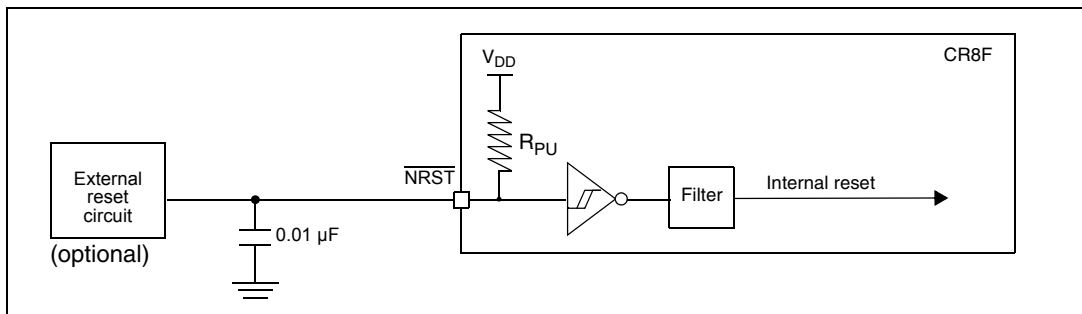 CR8F
VDD
RPU
NRST
External
reset
circuit
(optional)
0.01 µF
Filter
Internal reset